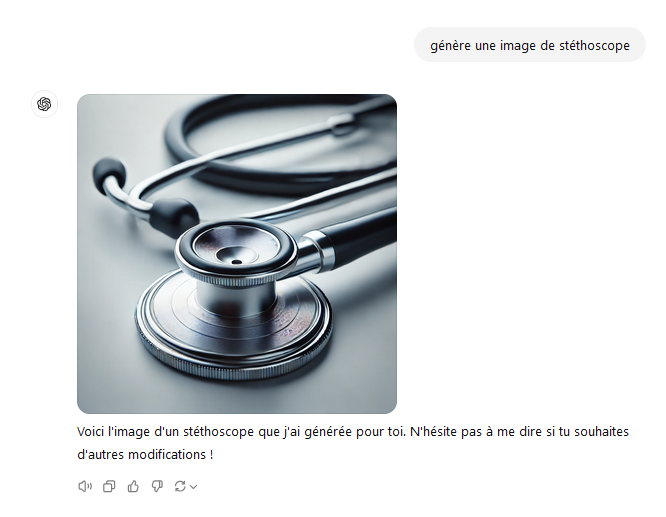 génère une image de stéthoscope
Voici l'image d'un stéthoscope que j'ai générée pour toi. N'hésite pas à me dire si tu souhaites
d'autres modifications !